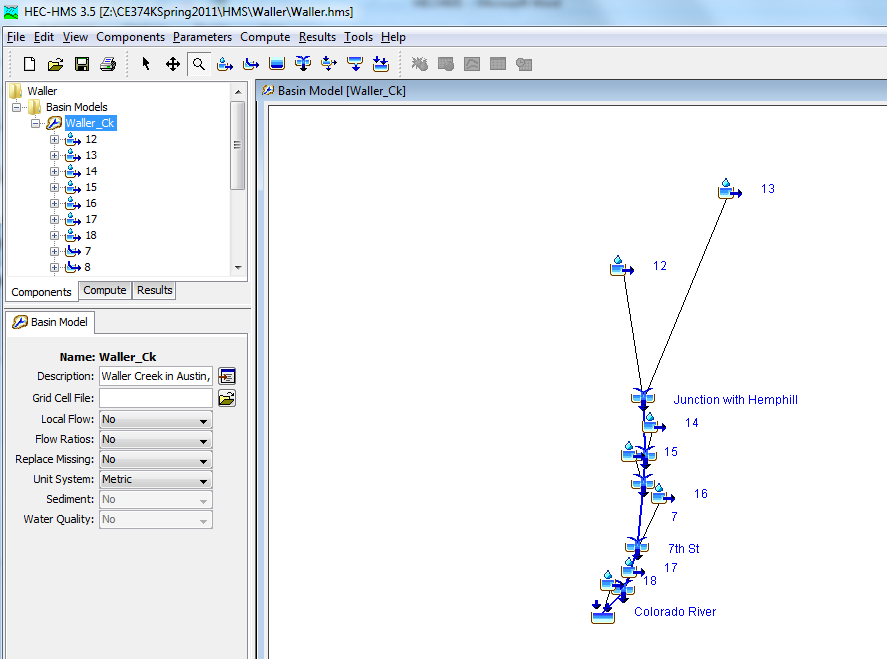 HEC-HMS 3.5 [Z:\CE374KSpring2011\HMS\Waller\Waller.hms]
File Edit View Components Parameters Compute Results Tools Help
Waller
Basin Models
Waller_Ck
12
13
14
15
16
17
18
7
8
Components Compute Results
Basin Model
Name: Waller_Ck
Description: Waller Creek in Austin,
Grid Cell File:
Local Flow: No
Flow Ratios: No
Replace Missing: No
Unit System: Metric
Sediment: No
Water Quality: No
Basin Model [Waller_Ck]
13
12
Junction with Hemphill
14
15
16
7
7th St
17
18
Colorado River